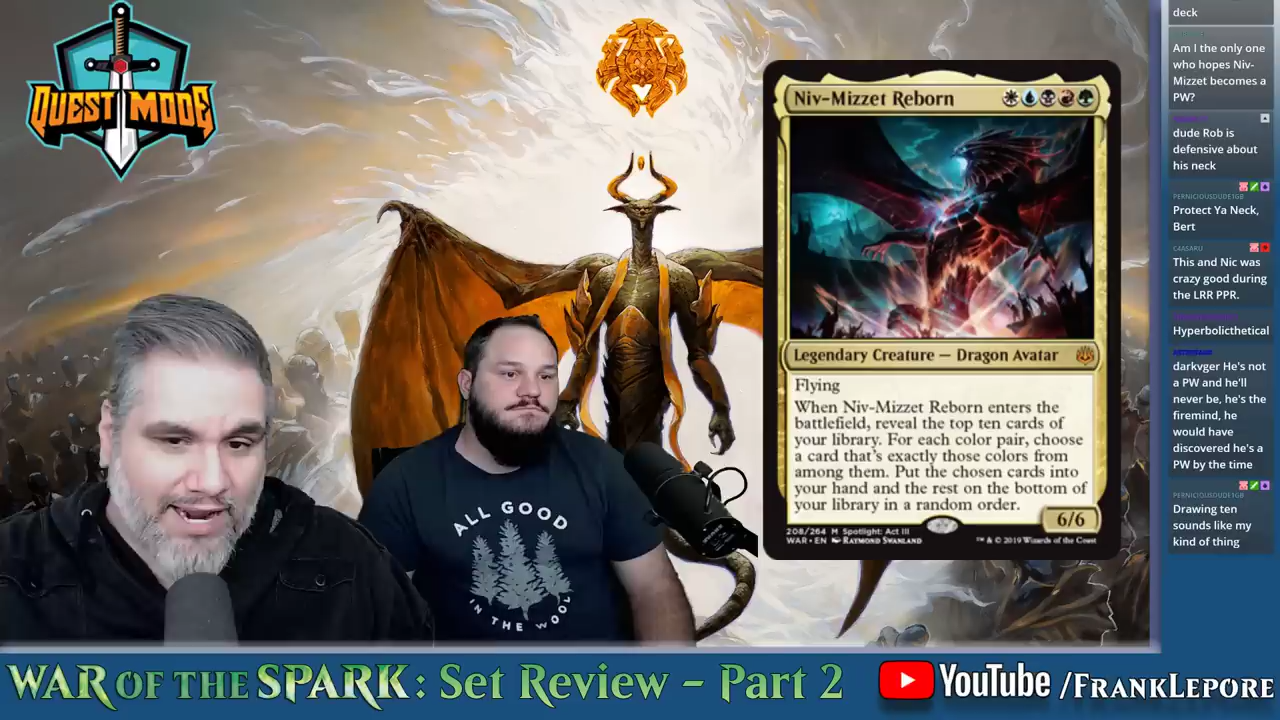 QUEST MODE
Niv-Mizzet Reborn
Legendary Creature — Dragon Avatar
Flying
When Niv-Mizzet Reborn enters the
battlefield, reveal the top ten cards of
your library. For each color pair, choose
a card that's exactly those colors from
among them. Put the chosen cards into
your hand and the rest on the bottom of
your library in a random order.
6/6
208/264 M Spotlight: Act III
WAR • EN RAYMOND SWANLAND
™ & © 2019 Wizards of the Coast
ALL GOOD
IN THE WOO
deck
Am I the only one
who hopes Niv-
Mizzet becomes a
PW?
dude Rob is
defensive about
his neck
PERNICIOUSDUDE1GB
Protect Ya Neck,
Bert
C4ASARU
This and Nic was
crazy good during
the LRR PPR.
Hyperbolicthetical
darkvger He's not
a PW and he'll
never be, he's the
firemind, he
would have
discovered he's a
PW by the time
PERNICIOUSDUDE1GB
Drawing ten
sounds like my
kind of thing
WAR OF THE SPARK: Set Review - Part 2
YouTube /FRANKLEPORE